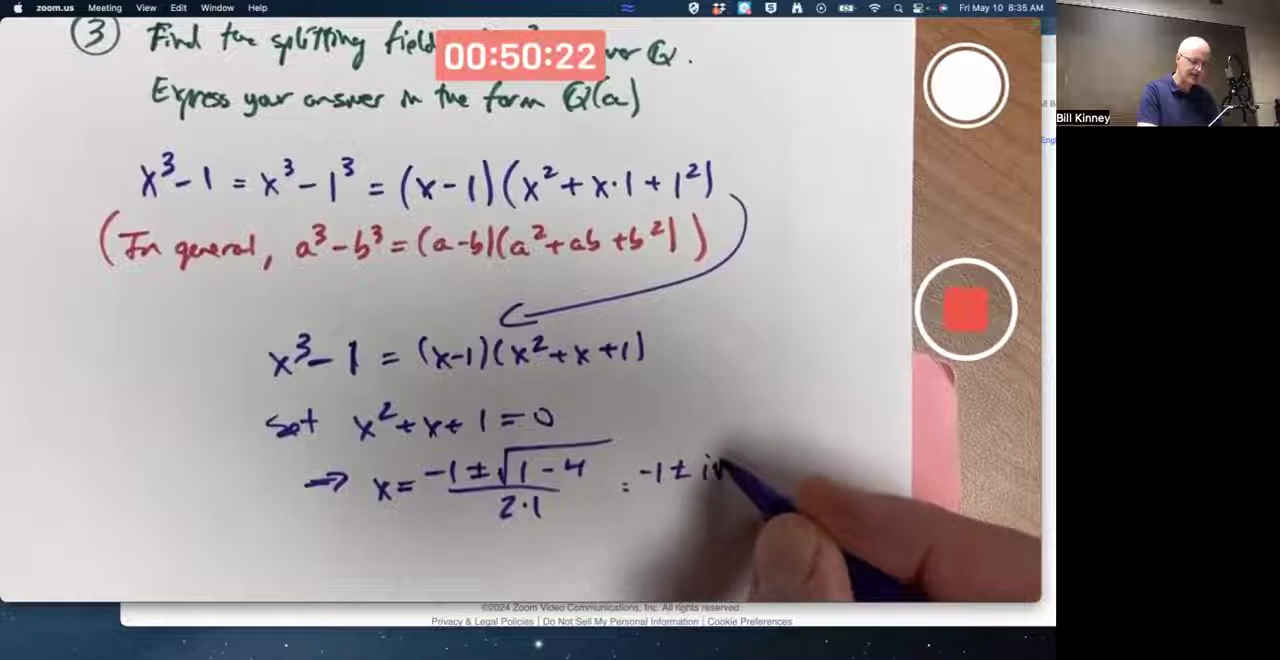 zoom.us Meeting View Edit Window Help Fri May 10 8:35 AM
③ Find the splitting field over ℚ.
00:50:22
Express your answer in the form ℚ(a)
Bill Kinney
x³-1 = x³-1³ = (x-1)(x²+x·1+1²)
(In general, a³-b³ = (a-b)(a²+ab+b²))
x³-1 = (x-1)(x²+x+1)
Set x²+x+1=0
⇒ x = (-1±√(1-4))/(2·1) = -1± i
©2024 Zoom Video Communications, Inc. All rights reserved
Privacy & Legal Policies | Do Not Sell My Personal Information | Cookie Preferences